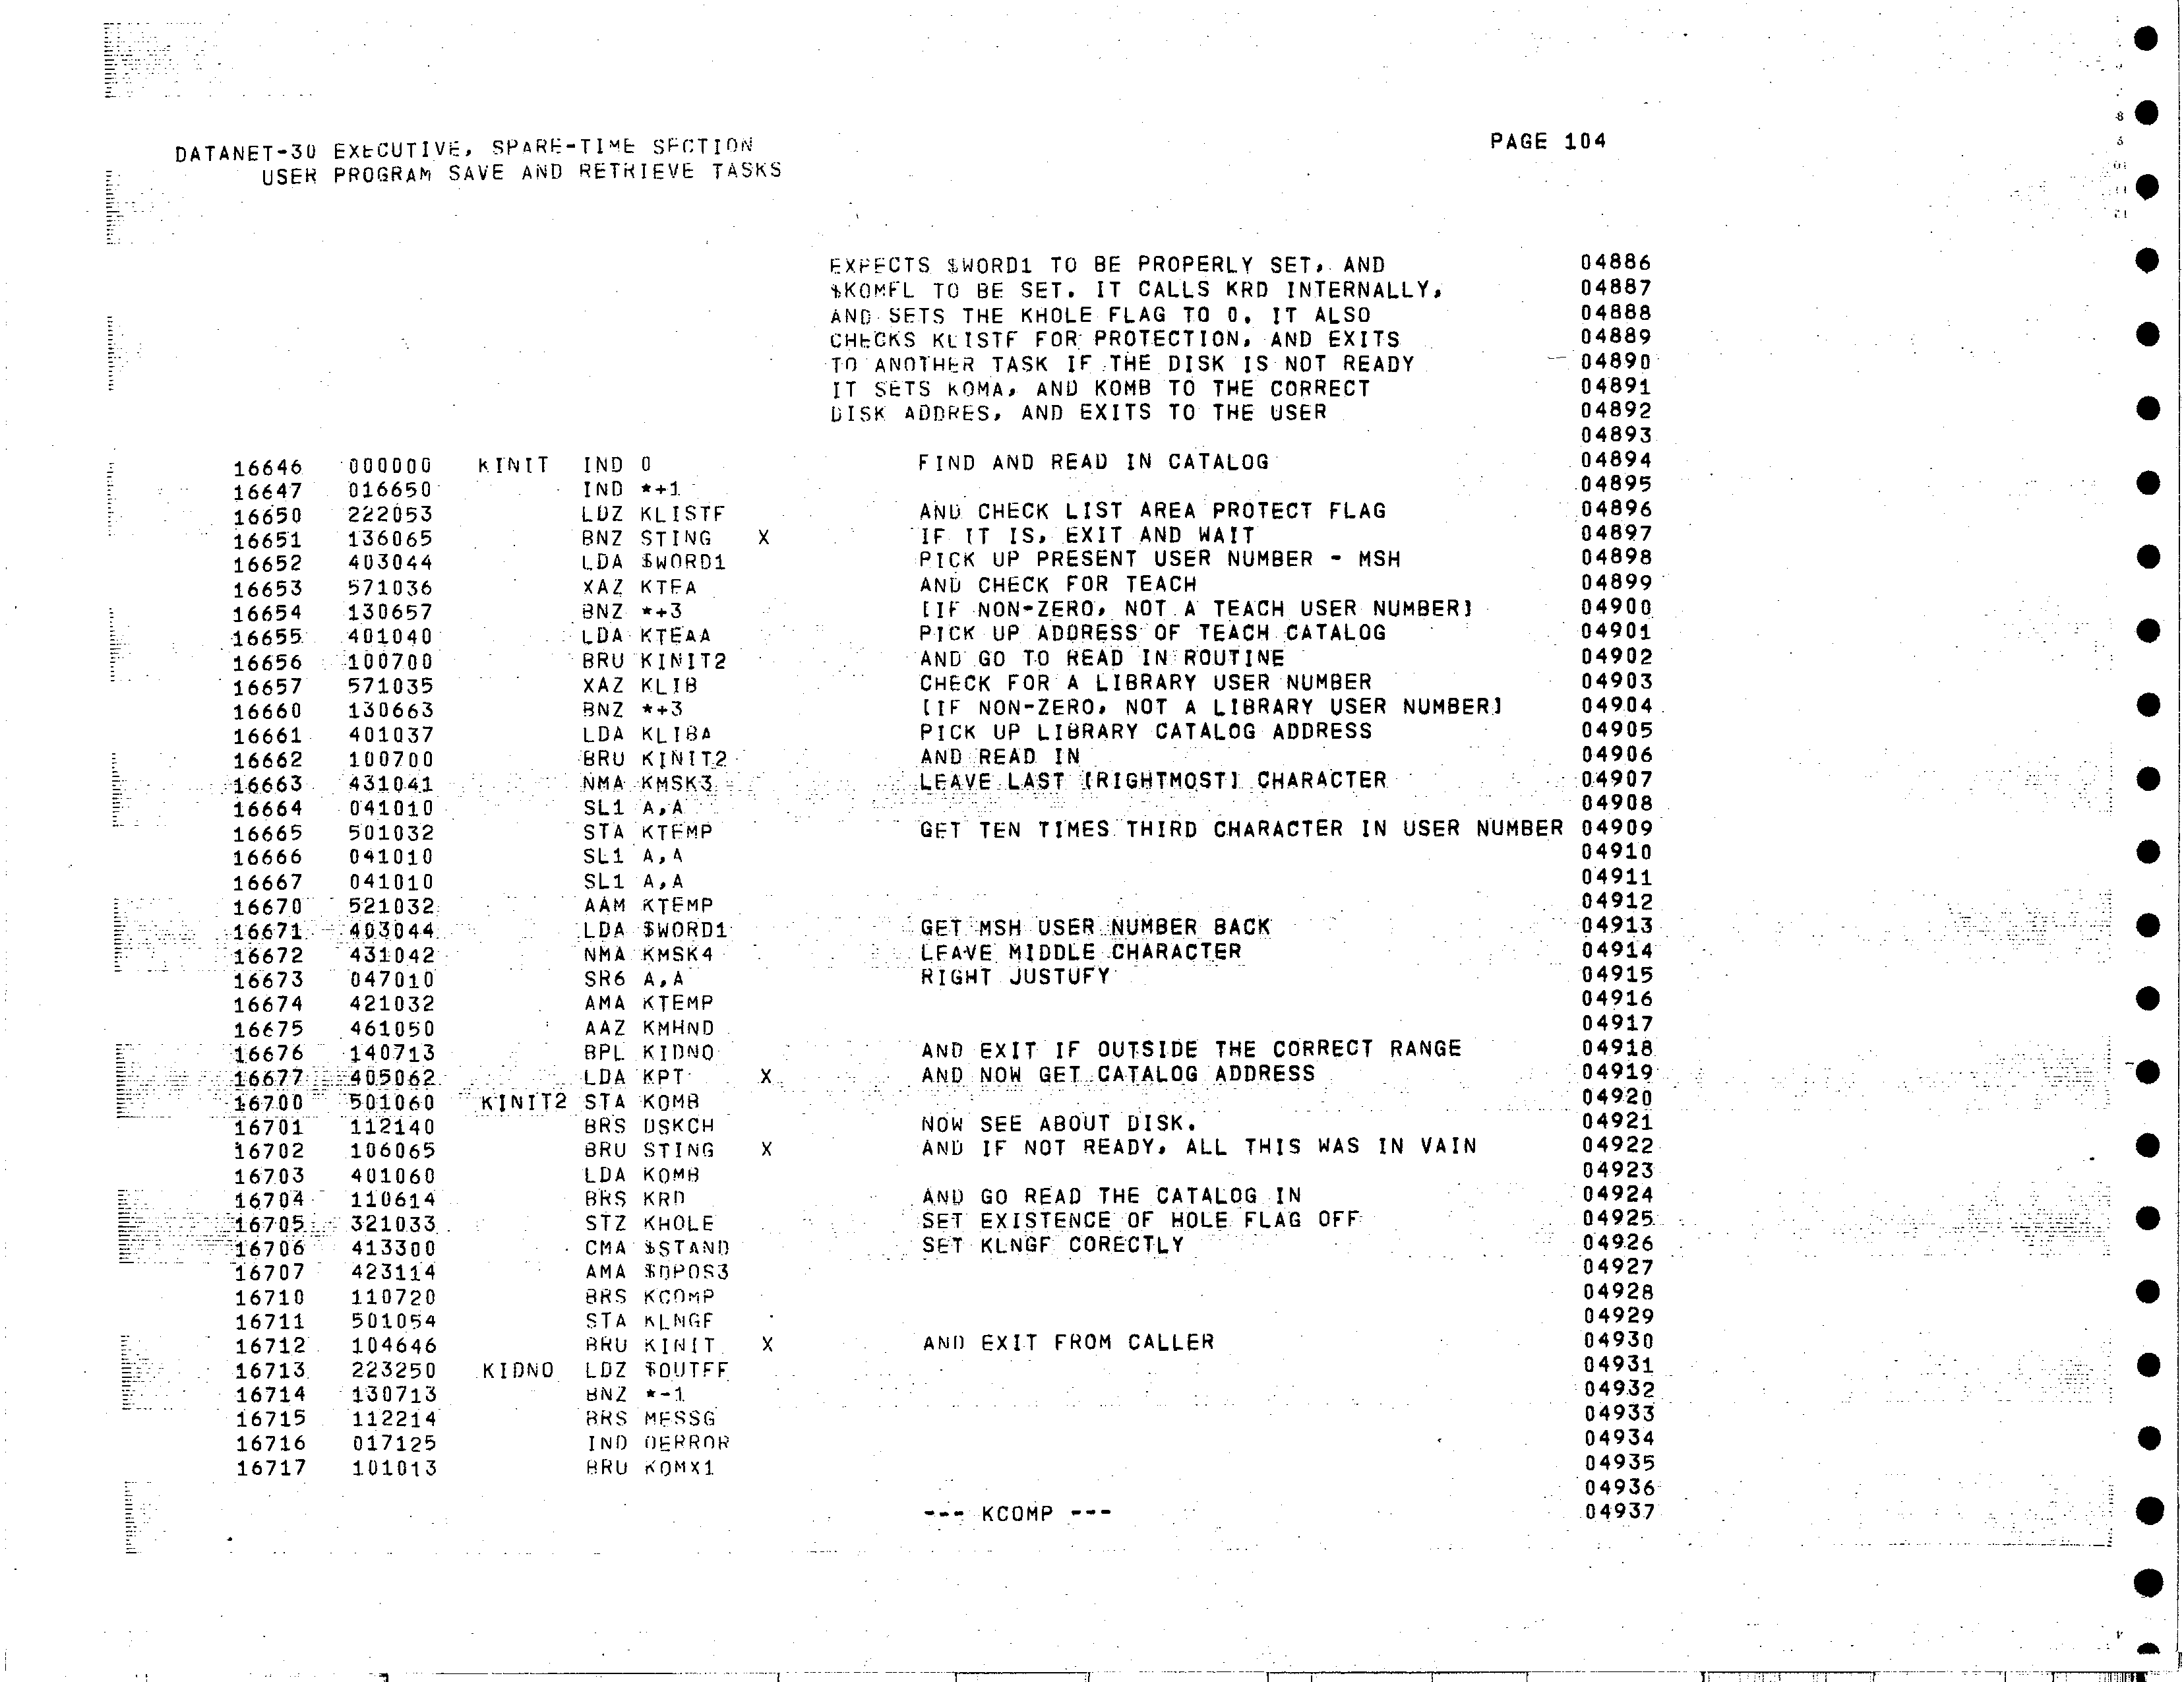 DATANET-30 EXECUTIVE, SPARE-TIME SECTION PAGE 104
USER PROGRAM SAVE AND RETRIEVE TASKS
EXPECTS $WORD1 TO BE PROPERLY SET, AND 04886
$KOMFL TO BE SET. IT CALLS KRD INTERNALLY, 04887
AND SETS THE KHOLE FLAG TO 0. IT ALSO 04888
CHECKS KLISTF FOR PROTECTION, AND EXITS 04889
TO ANOTHER TASK IF THE DISK IS NOT READY 04890
IT SETS KOMA, AND KOMB TO THE CORRECT 04891
DISK ADDRES, AND EXITS TO THE USER 04892
04893
16646 000000 KINIT IND 0 FIND AND READ IN CATALOG 04894
16647 016650 IND *+1 04895
16650 222053 LDZ KLISTF AND CHECK LIST AREA PROTECT FLAG 04896
16651 136065 BNZ STING X IF IT IS, EXIT AND WAIT 04897
16652 403044 LDA $WORD1 PICK UP PRESENT USER NUMBER - MSH 04898
16653 571036 XAZ KTEA AND CHECK FOR TEACH 04899
16654 130657 BNZ *+3 [IF NON-ZERO, NOT A TEACH USER NUMBER] 04900
16655 401040 LDA KTEAA PICK UP ADDRESS OF TEACH CATALOG 04901
16656 100700 BRU KINIT2 AND GO TO READ IN ROUTINE 04902
16657 571035 XAZ KLIB CHECK FOR A LIBRARY USER NUMBER 04903
16660 130663 BNZ *+3 [IF NON-ZERO, NOT A LIBRARY USER NUMBER] 04904
16661 401037 LDA KLIBA PICK UP LIBRARY CATALOG ADDRESS 04905
16662 100700 BRU KINIT2 AND READ IN 04906
16663 431041 NMA KMSK3 LEAVE LAST [RIGHTMOST] CHARACTER 04907
16664 041010 SL1 A,A 04908
16665 501032 STA KTEMP GET TEN TIMES THIRD CHARACTER IN USER NUMBER 04909
16666 041010 SL1 A,A 04910
16667 041010 SL1 A,A 04911
16670 521032 AAM KTEMP 04912
16671 403044 LDA $WORD1 GET MSH USER NUMBER BACK 04913
16672 431042 NMA KMSK4 LEAVE MIDDLE CHARACTER 04914
16673 047010 SR6 A,A RIGHT JUSTUFY 04915
16674 421032 AMA KTEMP 04916
16675 461050 AAZ KMHND 04917
16676 140713 BPL KIDNO AND EXIT IF OUTSIDE THE CORRECT RANGE 04918
16677 405062 LDA KPT X AND NOW GET CATALOG ADDRESS 04919
16700 501060 KINIT2 STA KOMB 04920
16701 112140 BRS DSKCH NOW SEE ABOUT DISK. 04921
16702 106065 BRU STING X AND IF NOT READY, ALL THIS WAS IN VAIN 04922
16703 401060 LDA KOMB 04923
16704 110614 BRS KRD AND GO READ THE CATALOG IN 04924
16705 321033 STZ KHOLE SET EXISTENCE OF HOLE FLAG OFF 04925
16706 413300 CMA $STAND SET KLNGF CORECTLY 04926
16707 423114 AMA $DPOS3 04927
16710 110720 BRS KCOMP 04928
16711 501054 STA KLNGF 04929
16712 104646 BRU KINIT X AND EXIT FROM CALLER 04930
16713 223250 KIDNO LDZ $OUTFF 04931
16714 130713 BNZ *-1 04932
16715 112214 BRS MESSG 04933
16716 017125 IND OERROR 04934
16717 101013 BRU KOMX1 04935
04936
--- KCOMP --- 04937